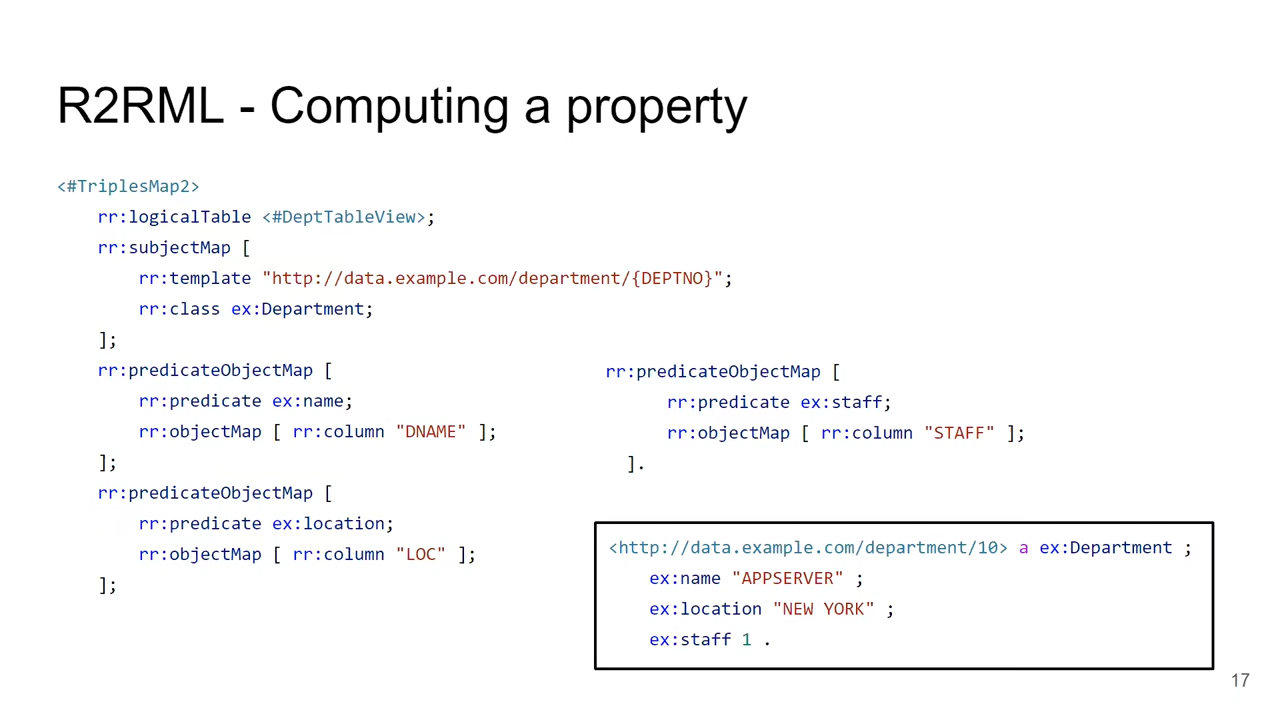 R2RML - Computing a property
<#TriplesMap2>
rr:logicalTable <#DeptTableView>;
rr:subjectMap [
rr:template "http://data.example.com/department/{DEPTNO}";
rr:class ex:Department;
];
rr:predicateObjectMap [
rr:predicate ex:name;
rr:objectMap [ rr:column "DNAME" ];
];
rr:predicateObjectMap [
rr:predicate ex:location;
rr:objectMap [ rr:column "LOC" ];
];
rr:predicateObjectMap [
rr:predicate ex:staff;
rr:objectMap [ rr:column "STAFF" ];
].
<http://data.example.com/department/10> a ex:Department ;
ex:name "APPSERVER" ;
ex:location "NEW YORK" ;
ex:staff 1 .
17